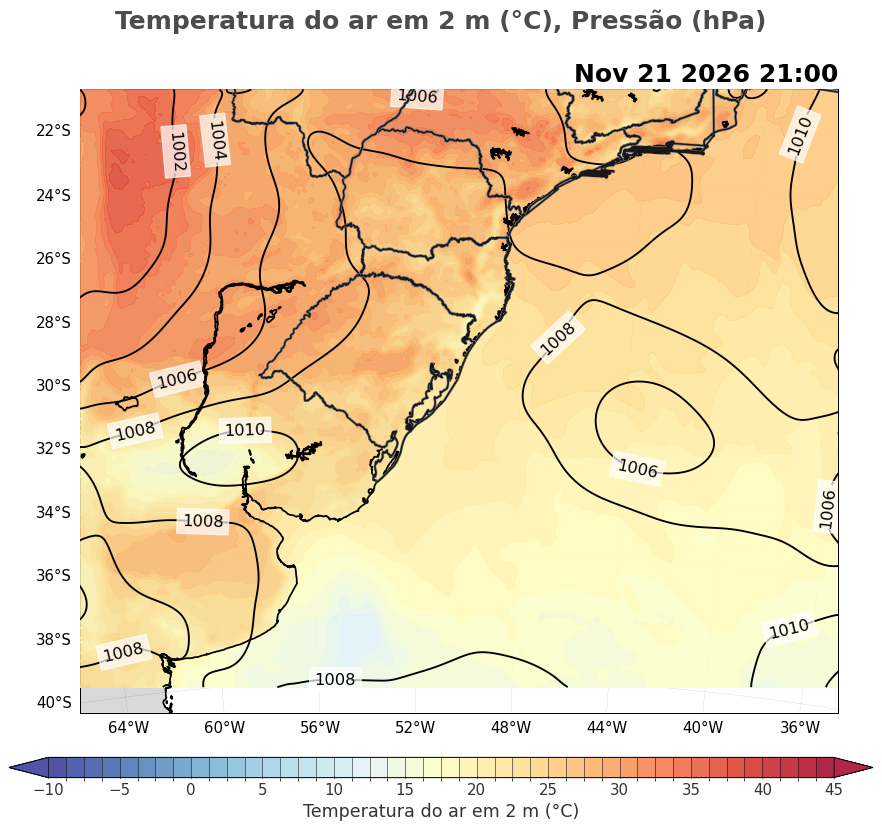 Temperatura do ar em 2 m (°C), Pressão (hPa)
Nov 21 2026 21:00
1006
1010
1004
1002
22°S
24°S
26°S
28°S
1008
30°S
1006
1008
1010
32°S
1006
1006
34°S
1008
36°S
1010
38°S
1008
1008
40°S
64°W 60°W 56°W 52°W 48°W 44°W 40°W 36°W
−10 −5 0 5 10 15 20 25 30 35 40 45
Temperatura do ar em 2 m (°C)